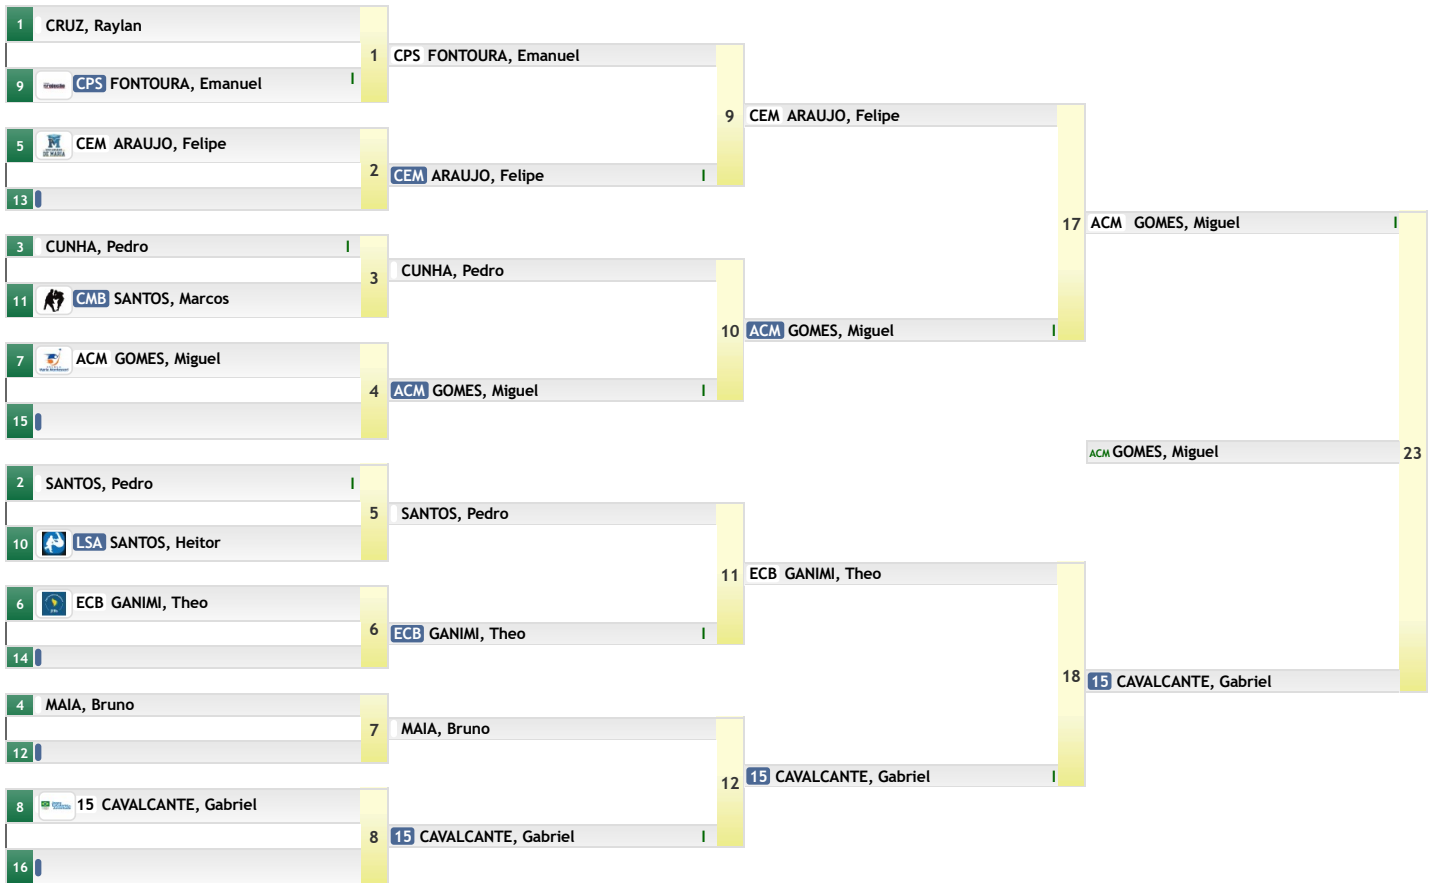 1 CRUZ, Raylan
1
9 CPS FONTOURA, Emanuel I
5 CEM ARAUJO, Felipe
2
13
3 CUNHA, Pedro I
3
11 CMB SANTOS, Marcos
7 ACM GOMES, Miguel
4
15
2 SANTOS, Pedro I
5
10 LSA SANTOS, Heitor
6 ECB GANIMI, Theo
6
14
4 MAIA, Bruno
7
12
8 15 CAVALCANTE, Gabriel
8
16
CPS FONTOURA, Emanuel
9
CEM ARAUJO, Felipe I
CUNHA, Pedro
10
ACM GOMES, Miguel I
SANTOS, Pedro
11
ECB GANIMI, Theo I
MAIA, Bruno
12
15 CAVALCANTE, Gabriel I
CEM ARAUJO, Felipe
17
ACM GOMES, Miguel I
ECB GANIMI, Theo
18
15 CAVALCANTE, Gabriel I
ACM GOMES, Miguel I
ACM GOMES, Miguel
23
15 CAVALCANTE, Gabriel